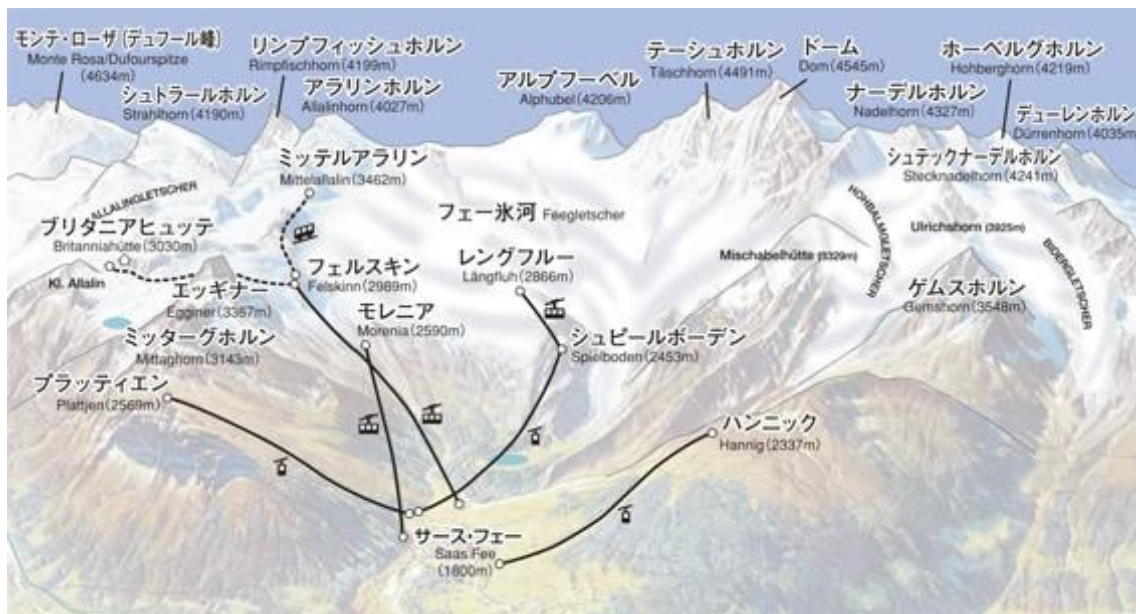 モンテ・ローザ(デュフール峰)
Monte Rosa/Dufourspitze
(4634m)
シュトラールホルン
Strahlhorn(4190m)
リンプフィッシュホルン
Rimpfischhorn(4199m)
アラリンホルン
Allalinhorn(4027m)
アルプフーベル
Alphubel(4206m)
テーシュホルン
Täschhorn(4491m)
ドーム
Dom(4545m)
ホーベルグホルン
Hohberghorn(4219m)
ナーデルホルン
Nadelhorn(4327m)
デューレンホルン
Dürrenhorn(4035m)
シュテックナーデルホルン
Stecknadelhorn(4241m)
ミッテルアラリン
Mittelallalin(3462m)
ALLALINGLETSCHER
ブリタニアヒュッテ
Britanniahütte(3030m)
Kl. Allalin
フェー氷河 Feegletscher
HOHBALMGLETSCHER
Ulrichshorn (3925m)
Mischabelhütte (3329m)
BIDERGLETSCHER
エッギナー
Egginer(3367m)
フェルスキン
Felskinn(2989m)
レングフルー
Längfluh(2866m)
ゲムスホルン
Gemshorn(3548m)
モレニア
Morenia(2590m)
ミッターグホルン
Mittaghorn(3143m)
シュピールボーデン
Spielboden(2453m)
プラッティエン
Plattjen(2569m)
ハンニック
Hannig(2337m)
サース・フェー
Saas Fee
(1800m)